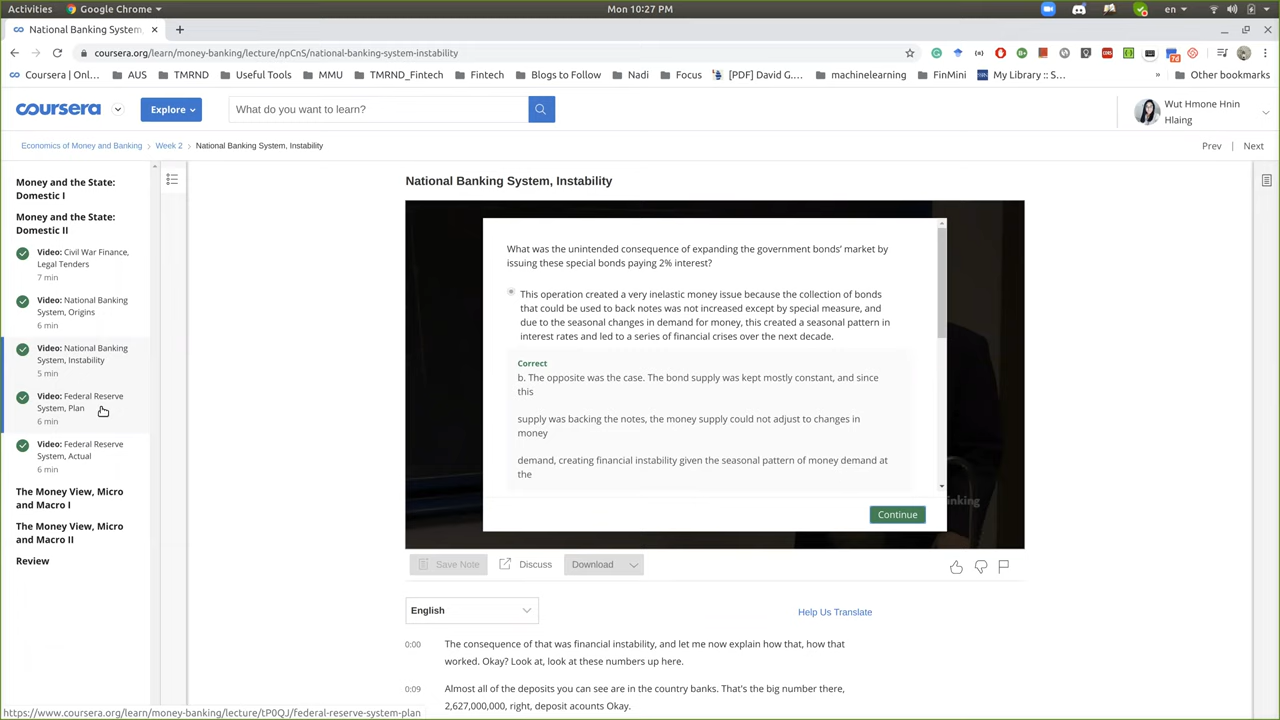 Activities
Google Chrome
Mon 10:27 PM
en
National Banking System,
coursera.org/learn/money-banking/lecture/npCnS/national-banking-system-instability
Coursera | Onl...
AUS
TMRND
Useful Tools
MMU
TMRND_Fintech
Fintech
Blogs to Follow
Nadi
Focus
[PDF] David G....
machinelearning
FinMini
My Library :: S...
»
Other bookmarks
coursera
Explore
What do you want to learn?
Wut Hmone Hnin
Hlaing
Economics of Money and Banking
Week 2
National Banking System, Instability
Prev
Next
Money and the State:
Domestic I
Money and the State:
Domestic II
Video: Civil War Finance,
Legal Tenders
7 min
Video: National Banking
System, Origins
6 min
Video: National Banking
System, Instability
5 min
Video: Federal Reserve
System, Plan
6 min
Video: Federal Reserve
System, Actual
6 min
The Money View, Micro
and Macro I
The Money View, Micro
and Macro II
Review
National Banking System, Instability
What was the unintended consequence of expanding the government bonds' market by
issuing these special bonds paying 2% interest?
This operation created a very inelastic money issue because the collection of bonds
that could be used to back notes was not increased except by special measure, and
due to the seasonal changes in demand for money, this created a seasonal pattern in
interest rates and led to a series of financial crises over the next decade.
Correct
b. The opposite was the case. The bond supply was kept mostly constant, and since
this
supply was backing the notes, the money supply could not adjust to changes in
money
demand, creating financial instability given the seasonal pattern of money demand at
the
Continue
Save Note
Discuss
Download
English
Help Us Translate
0:00
The consequence of that was financial instability, and let me now explain how that, how that
worked. Okay? Look at, look at these numbers up here.
0:09
Almost all of the deposits you can see are in the country banks. That's the big number there,
2,627,000,000, right, deposit acounts Okay.
https://www.coursera.org/learn/money-banking/lecture/tP0QJ/federal-reserve-system-plan